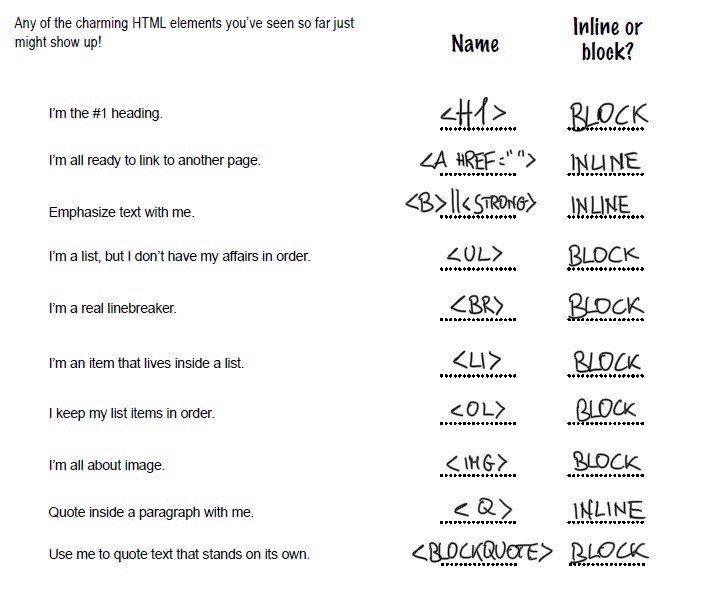 Any of the charming HTML elements you've seen so far just
might show up!
Name
Inline or
block?
I'm the #1 heading. <H1> BLOCK
I'm all ready to link to another page. <A HREF="" "> INLINE
Emphasize text with me. <B>||<STRONG> INLINE
I'm a list, but I don't have my affairs in order. <UL> BLOCK
I'm a real linebreaker. <BR> BLOCK
I'm an item that lives inside a list. <LI> BLOCK
I keep my list items in order. <OL> BLOCK
I'm all about image. <IMG> BLOCK
Quote inside a paragraph with me. <Q> INLINE
Use me to quote text that stands on its own. <BLOCKQUOTE> BLOCK